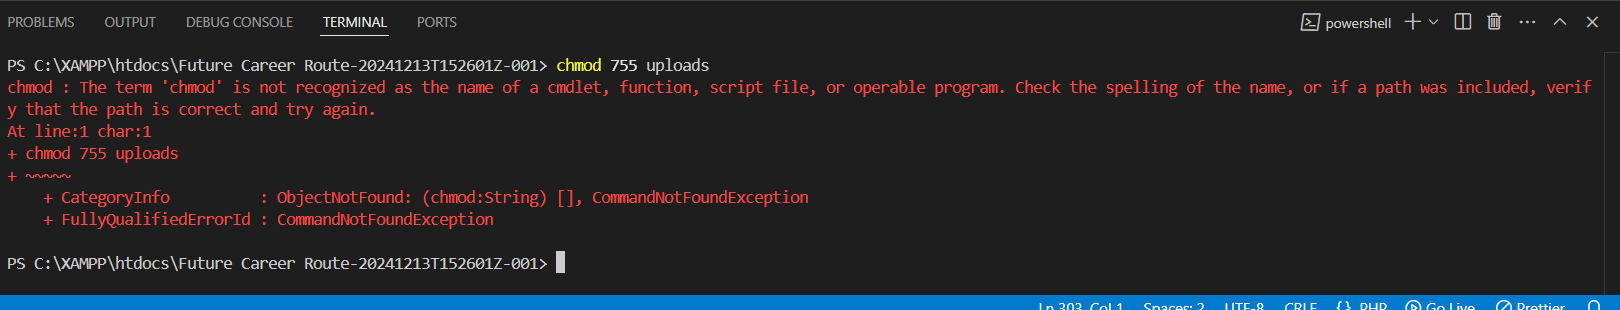 PROBLEMS OUTPUT DEBUG CONSOLE TERMINAL PORTS powershell
PS C:\XAMPP\htdocs\Future Career Route-20241213T152601Z-001> chmod 755 uploads
chmod : The term 'chmod' is not recognized as the name of a cmdlet, function, script file, or operable program. Check the spelling of the name, or if a path was included, verif
y that the path is correct and try again.
At line:1 char:1
+ chmod 755 uploads
+ ~~~~~
    + CategoryInfo          : ObjectNotFound: (chmod:String) [], CommandNotFoundException
    + FullyQualifiedErrorId : CommandNotFoundException
PS C:\XAMPP\htdocs\Future Career Route-20241213T152601Z-001>
Ln 303, Col 1 Spaces: 2 UTF-8 CRLF {} PHP Go Live Prettier